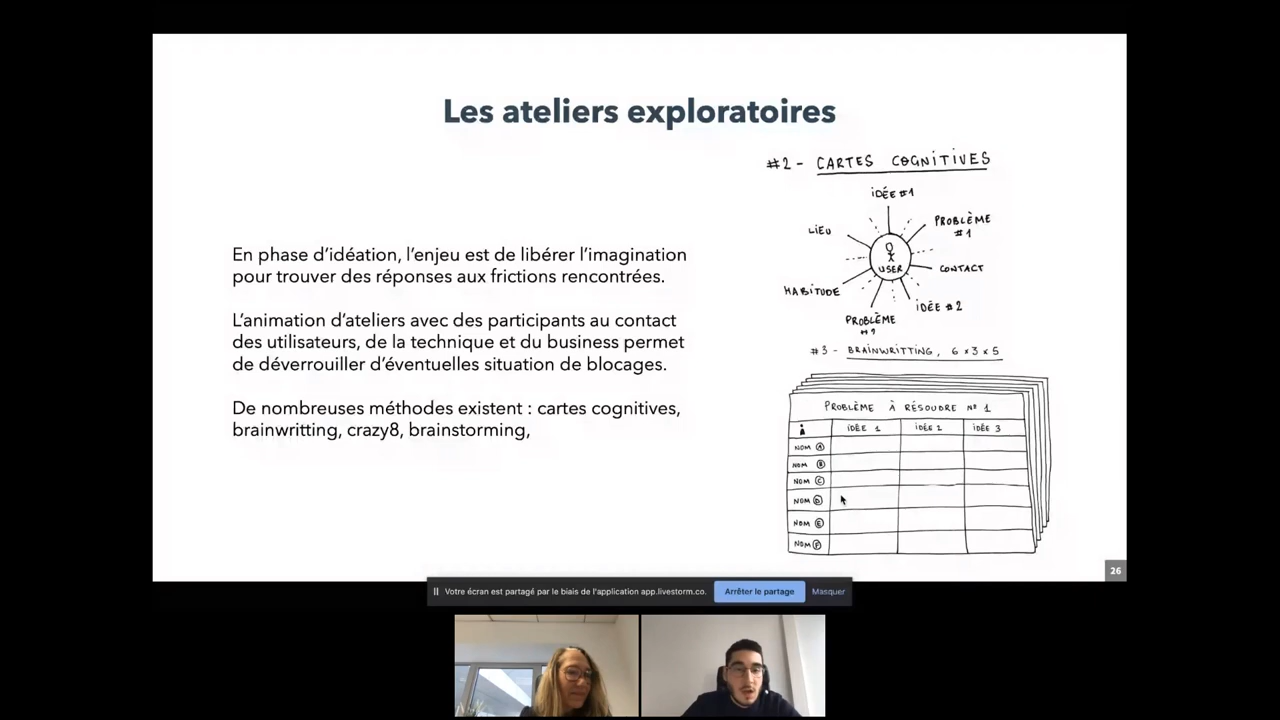 Les ateliers exploratoires
En phase d'idéation, l'enjeu est de libérer l'imagination
pour trouver des réponses aux frictions rencontrées.
L'animation d'ateliers avec des participants au contact
des utilisateurs, de la technique et du business permet
de déverrouiller d'éventuelles situation de blocages.
De nombreuses méthodes existent : cartes cognitives,
brainwritting, crazy8, brainstorming,
#2 - CARTES COGNITIVES
IDÉE #1
PROBLÈME
#1
LIEU
USER
CONTACT
HABITUDE
IDÉE #2
PROBLÈME
#3 - BRAINWRITTING, 6 x 3 x 5
PROBLÈME À RÉSOUDRE N° 1
IDÉE 1 IDÉE 2 IDÉE 3
NOM A
NOM B
NOM C
NOM D
NOM E
NOM F
26
Votre écran est partagé par le biais de l'application app.livestorm.co. Arrêter le partage Masquer